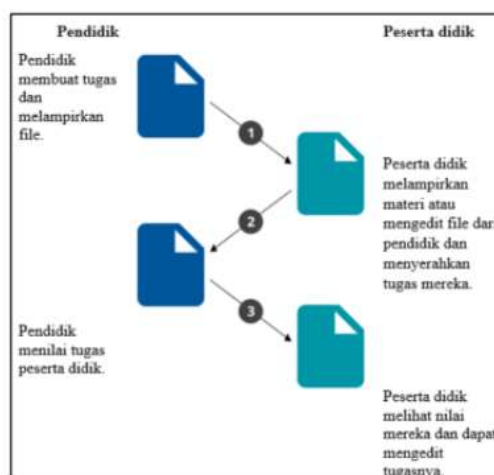 Pendidik
Peserta didik
Pendidik
membuat tugas
dan
melampirkan
file.
1
Peserta didik
melampirkan
materi atau
mengedit file dar
pendidik dan
menyerahkan
tugas mereka.
2
3
Pendidik
menilai tugas
peserta didik.
Peserta didik
melihat nilai
mereka dan dapat
mengedit
tugasnya.